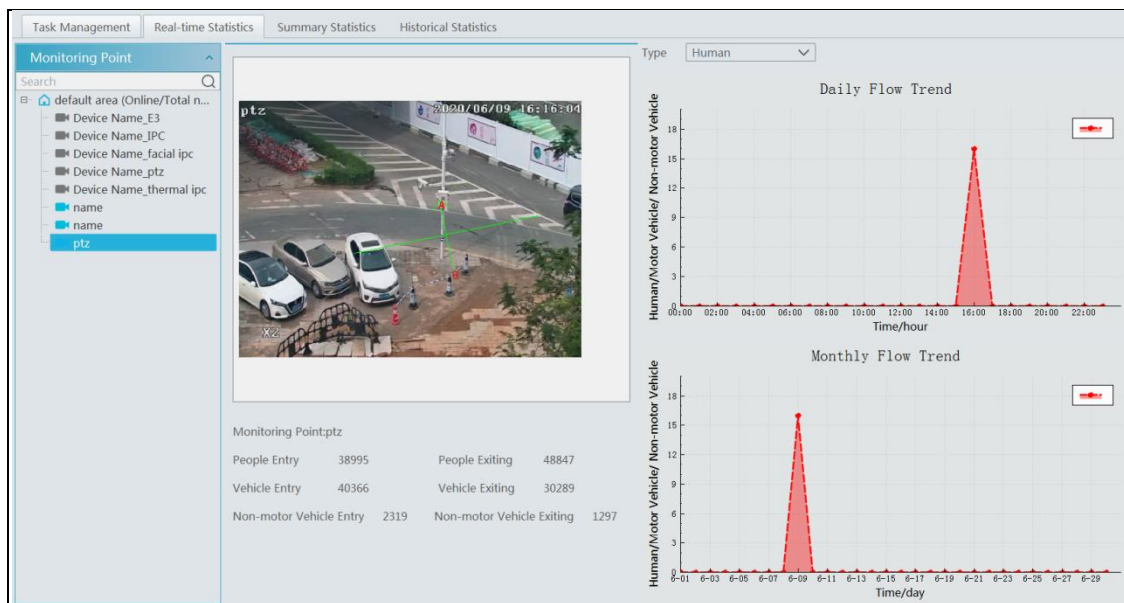 Task Management Real-time Statistics Summary Statistics Historical Statistics
Monitoring Point
Search
default area (Online/Total n...
Device Name_E3
Device Name_IPC
Device Name_facial ipc
Device Name_ptz
Device Name_thermal ipc
name
name
ptz
ptz 2020/06/09 16:16:04
A
B
X2
Monitoring Point:ptz
People Entry 38995 People Exiting 48847
Vehicle Entry 40366 Vehicle Exiting 30289
Non-motor Vehicle Entry 2319 Non-motor Vehicle Exiting 1297
Type Human
Daily Flow Trend
Human/Motor Vehicle/ Non-motor Vehicle
18
15
12
9
6
3
0
00:00 02:00 04:00 06:00 08:00 10:00 12:00 14:00 16:00 18:00 20:00 22:00
Time/hour
Monthly Flow Trend
Human/Motor Vehicle/ Non-motor Vehicle
18
15
12
9
6
3
0
6-01 6-03 6-05 6-07 6-09 6-11 6-13 6-15 6-17 6-19 6-21 6-23 6-25 6-27 6-29
Time/day